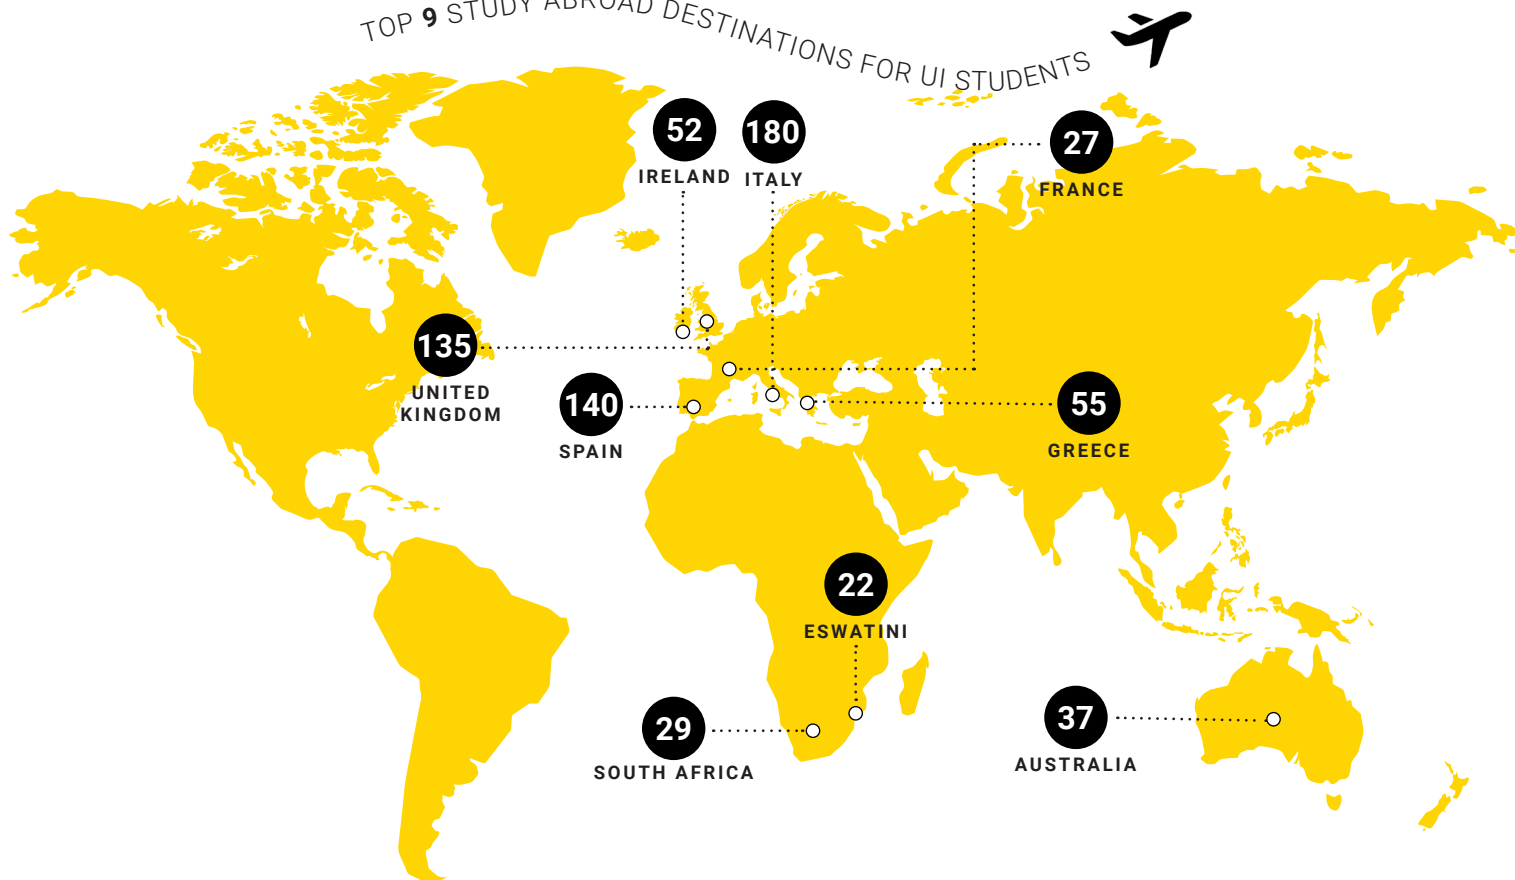 TOP 9 STUDY ABROAD DESTINATIONS FOR UI STUDENTS
52
IRELAND
180
ITALY
27
FRANCE
135
UNITED
KINGDOM
140
SPAIN
55
GREECE
22
ESWATINI
29
SOUTH AFRICA
37
AUSTRALIA